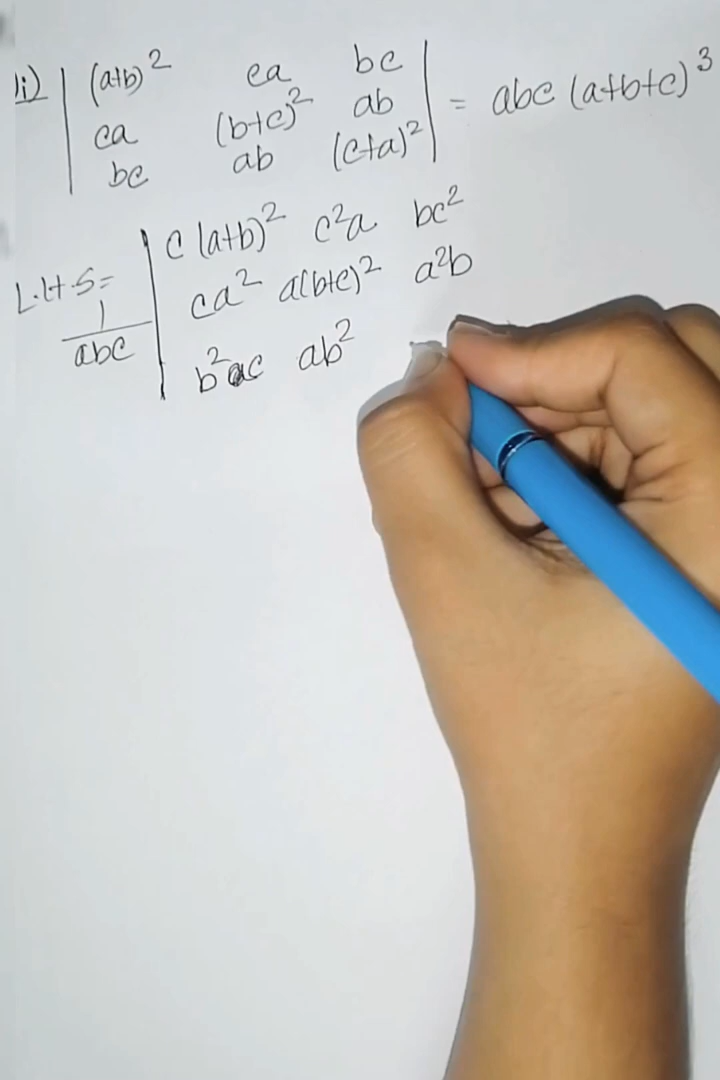 ii) | (a+b)² ca bc |
| ca (b+c)² ab | = abc (a+b+c)³
| bc ab (c+a)² |
| c (a+b)² c²a bc² |
L.H.S = 1/abc | ca² a(b+c)² a²b
| b²c ab²